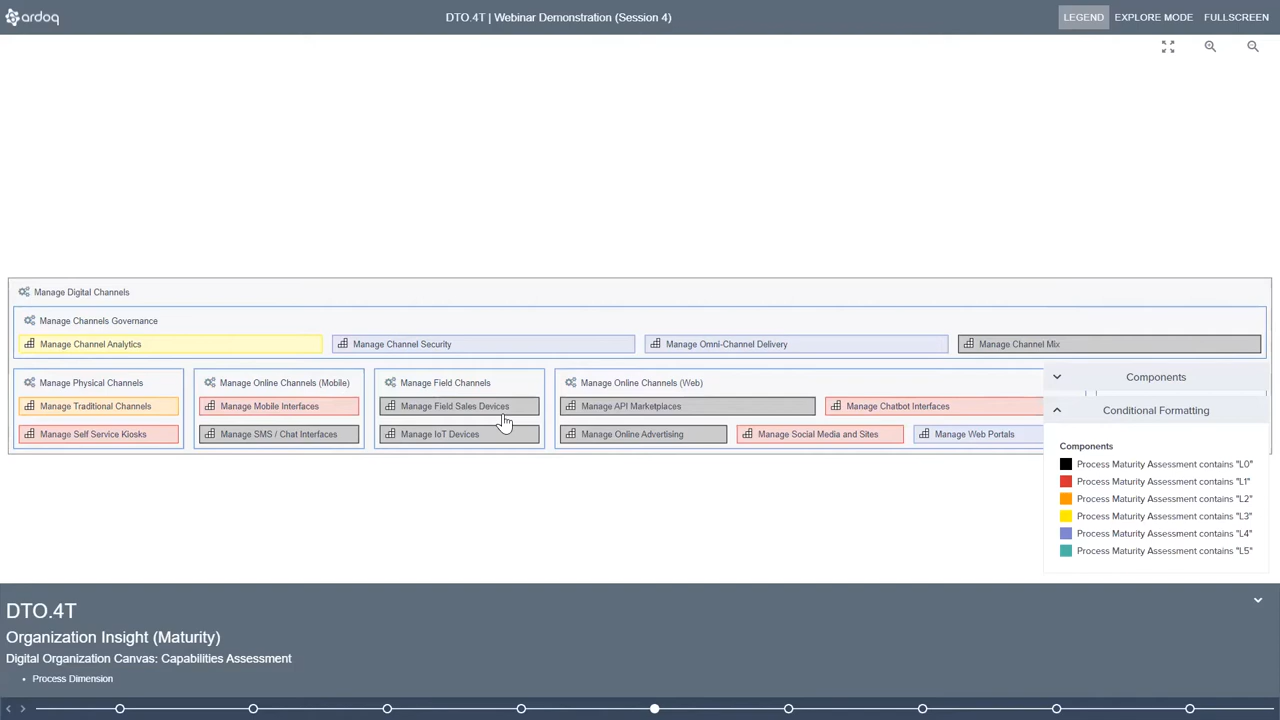 ardoq
DTO.4T | Webinar Demonstration (Session 4)
LEGEND
EXPLORE MODE
FULLSCREEN
Manage Digital Channels
Manage Channels Governance
Manage Channel Analytics
Manage Channel Security
Manage Omni-Channel Delivery
Manage Channel Mix
Manage Physical Channels
Manage Online Channels (Mobile)
Manage Field Channels
Manage Online Channels (Web)
Manage Traditional Channels
Manage Mobile Interfaces
Manage Field Sales Devices
Manage API Marketplaces
Manage Chatbot Interfaces
Manage Self Service Kiosks
Manage SMS / Chat Interfaces
Manage IoT Devices
Manage Online Advertising
Manage Social Media and Sites
Manage Web Portals
Components
Conditional Formatting
Components
Process Maturity Assessment contains "L0"
Process Maturity Assessment contains "L1"
Process Maturity Assessment contains "L2"
Process Maturity Assessment contains "L3"
Process Maturity Assessment contains "L4"
Process Maturity Assessment contains "L5"
DTO.4T
Organization Insight (Maturity)
Digital Organization Canvas: Capabilities Assessment
• Process Dimension